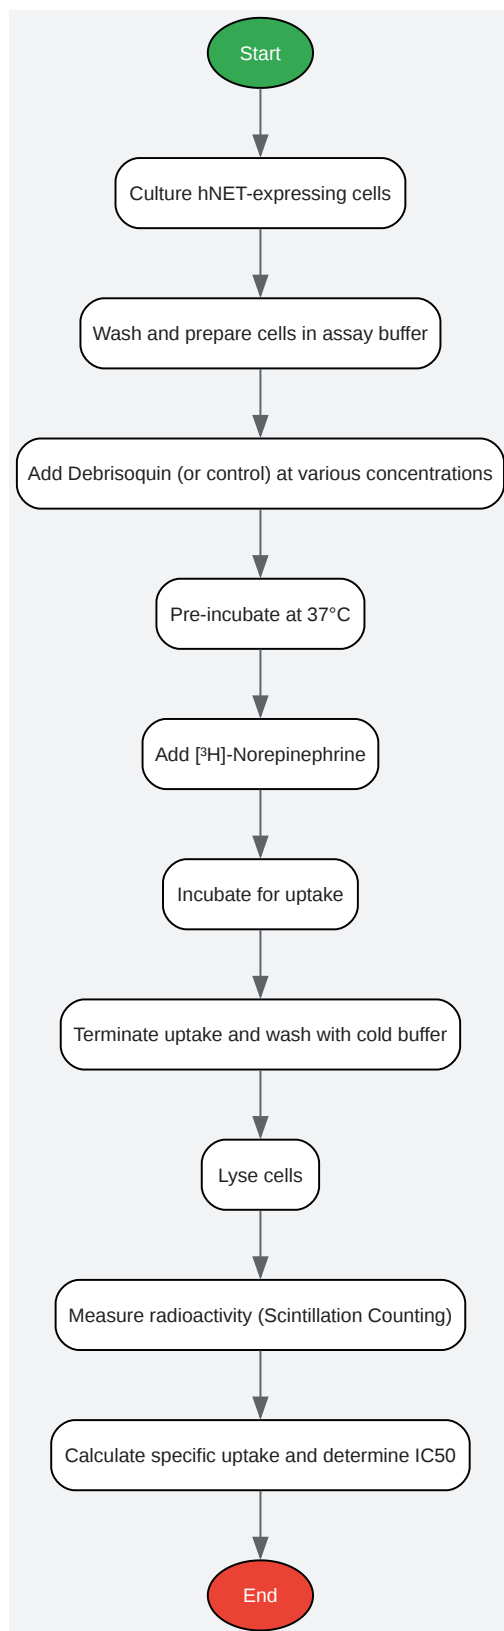 Start
Culture hNET-expressing cells
Wash and prepare cells in assay buffer
Add Debrisoquin (or control) at various concentrations
Pre-incubate at 37°C
Add [³H]-Norepinephrine
Incubate for uptake
Terminate uptake and wash with cold buffer
Lyse cells
Measure radioactivity (Scintillation Counting)
Calculate specific uptake and determine IC50
End